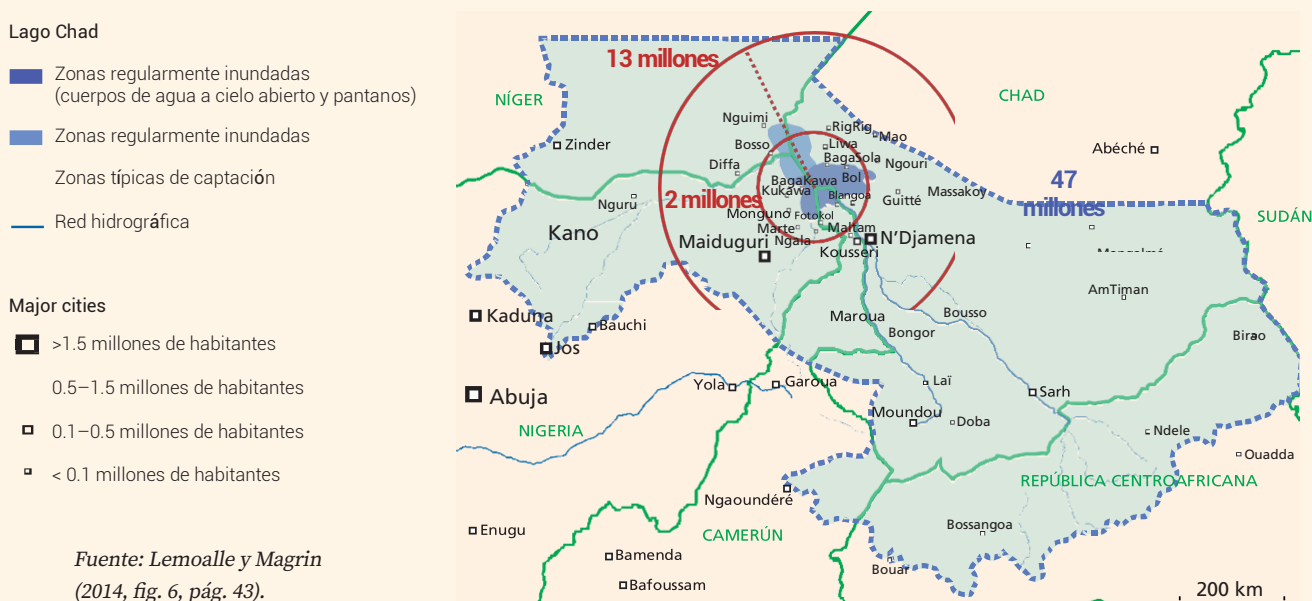 Lago Chad
Zonas regularmente inundadas
(cuerpos de agua a cielo abierto y pantanos)
Zonas regularmente inundadas
Zonas típicas de captación
Red hidrográfica
Major cities
>1.5 millones de habitantes
0.5–1.5 millones de habitantes
0.1–0.5 millones de habitantes
< 0.1 millones de habitantes
Fuente: Lemoalle y Magrin
(2014, fig. 6, pág. 43).
13 millones
NÍGER
CHAD
Nguimi
RigRig
Mao
Zinder
Bosso
Liwa
Abéché
BagaSola
Diffa
Ngouri
BagaKawa
Bol
47
millones
Kukawa
Blangoa
Massakoy
Nguru
2 millones
Guitté
Monguno
Fotokol
SUDÁN
Kano
Marte
Maltam
Maiduguri
Ngala
N'Djamena
Kousseri
AmTiman
Kaduna
Bauchi
Maroua
Bousso
Bongor
Birao
Jos
Yola
Garoua
Laï
Sarh
Abuja
Moundou
Doba
NIGERIA
Ndele
Ouadda
REPÚBLICA CENTROAFRICANA
Ngaoundéré
Enugu
CAMERÚN
Bossangoa
Bamenda
Bouar
Bafoussam
200 km